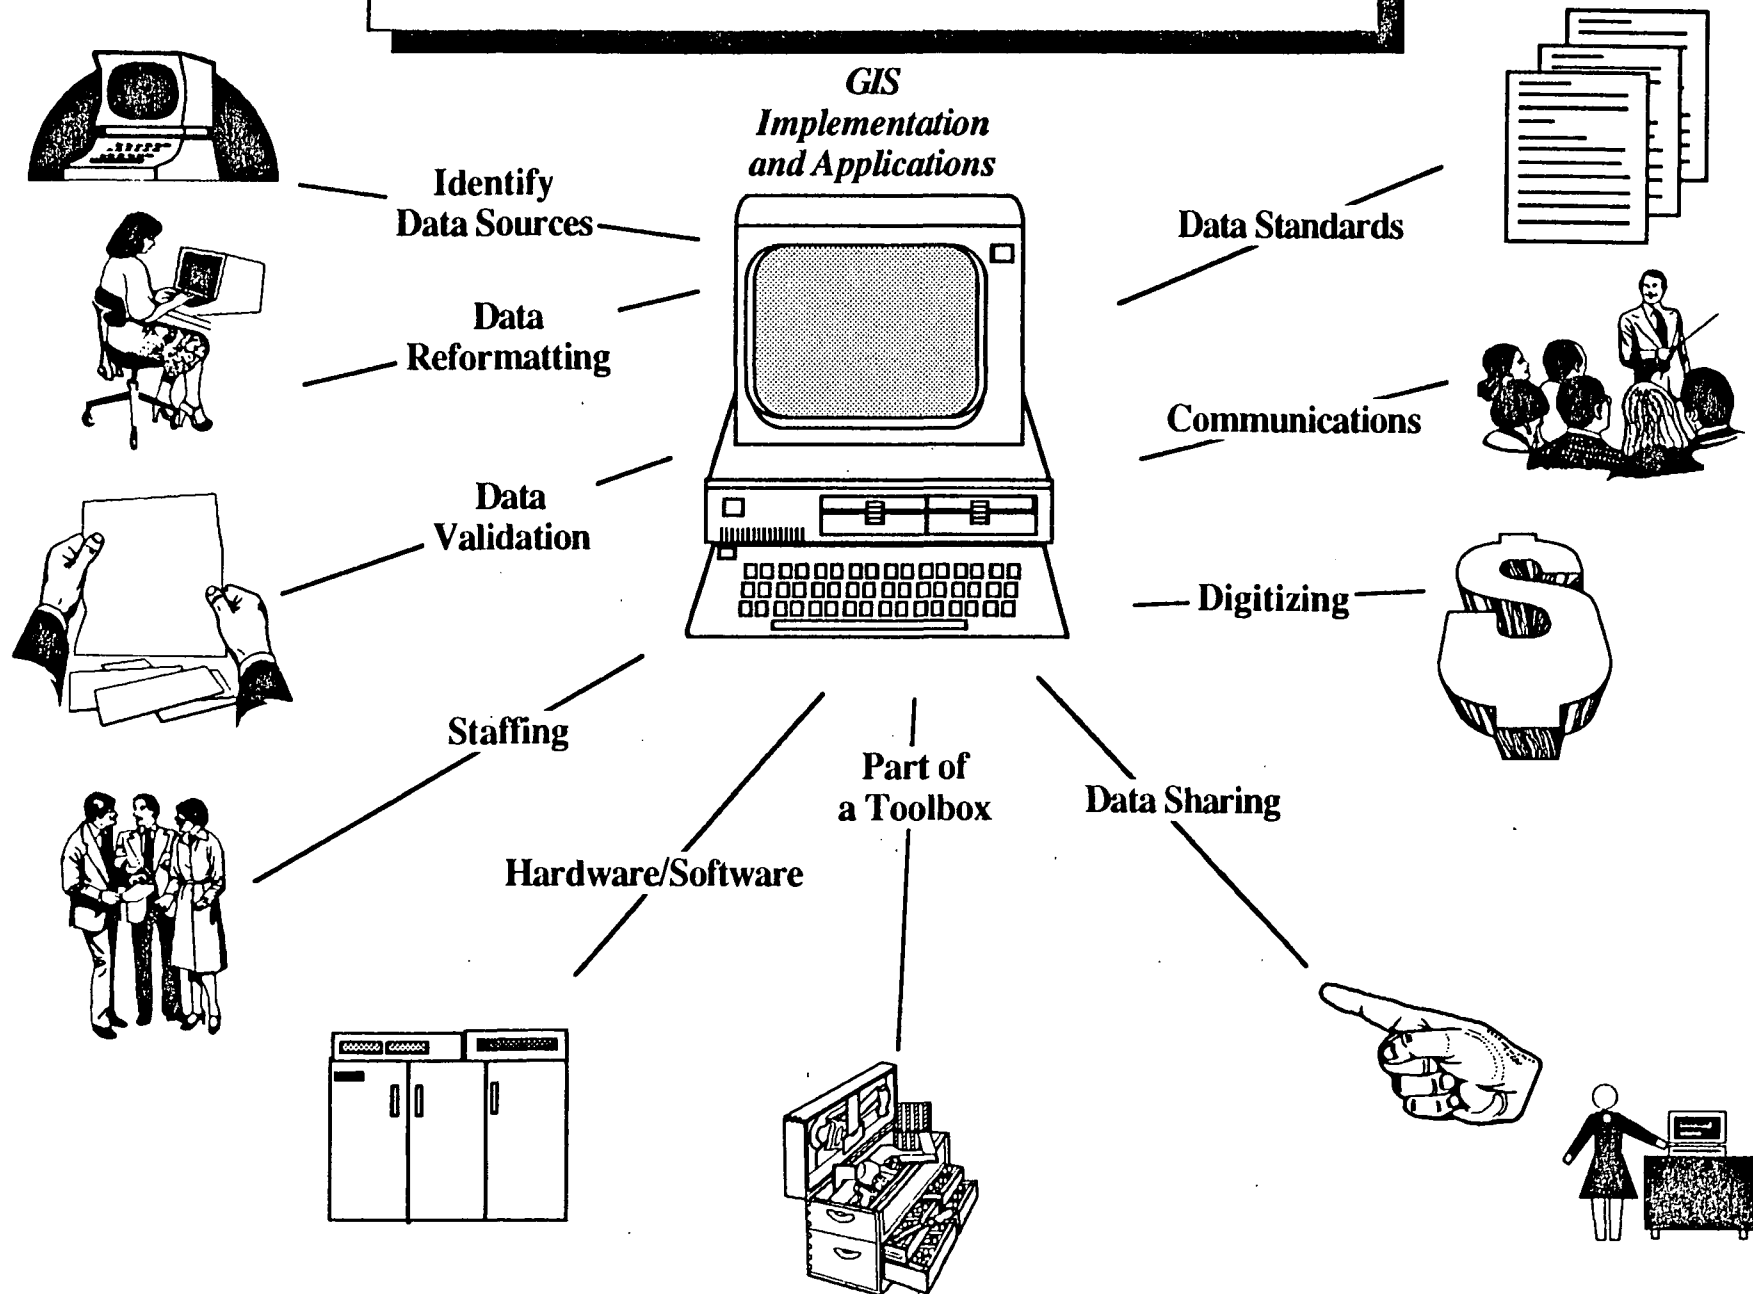 GIS
Implementation
and Applications
Identify
Data Sources
Data Standards
Data
Reformatting
Communications
Data
Validation
Digitizing
Staffing
Part of
a Toolbox
Data Sharing
Hardware/Software